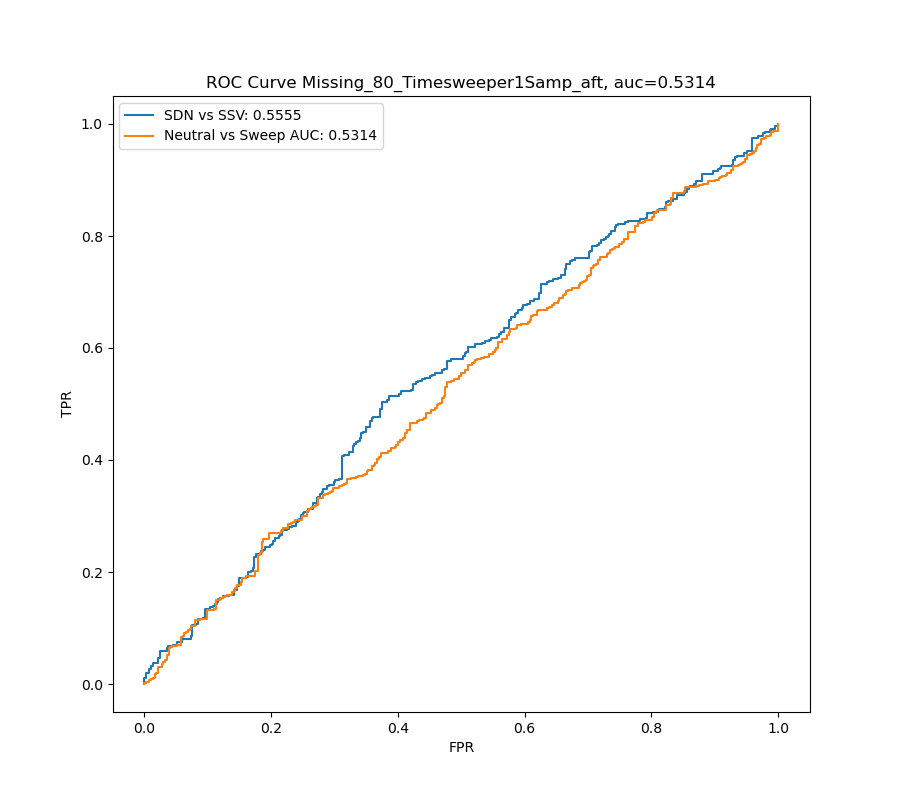 ROC Curve Missing_80_Timesweeper1Samp_aft, auc=0.5314
SDN vs SSV: 0.5555
Neutral vs Sweep AUC: 0.5314
1.0
0.8
0.6
0.4
0.2
0.0
TPR
0.0 0.2 0.4 0.6 0.8 1.0
FPR